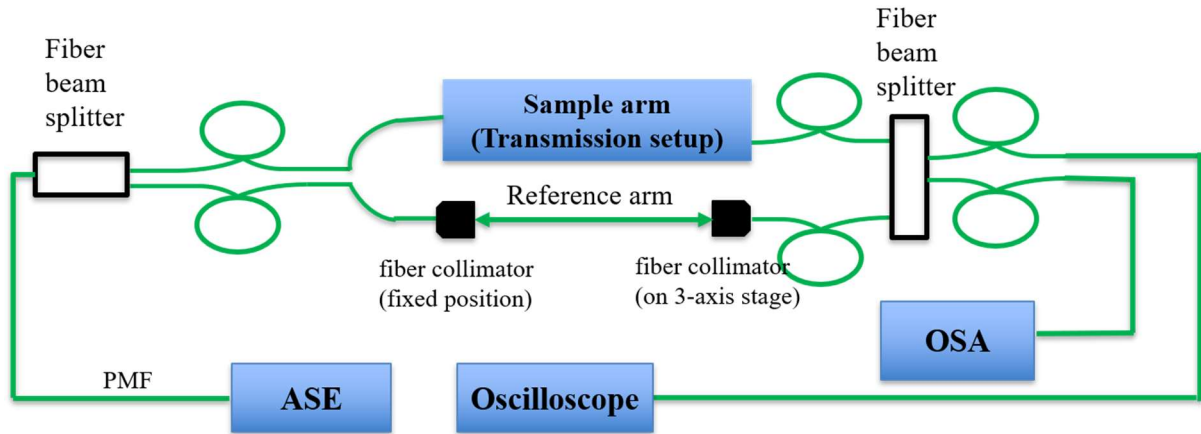 Fiber
beam
splitter
Sample arm
(Transmission setup)
Fiber
beam
splitter
Reference arm
fiber collimator
(fixed position)
fiber collimator
(on 3-axis stage)
OSA
PMF
ASE
Oscilloscope